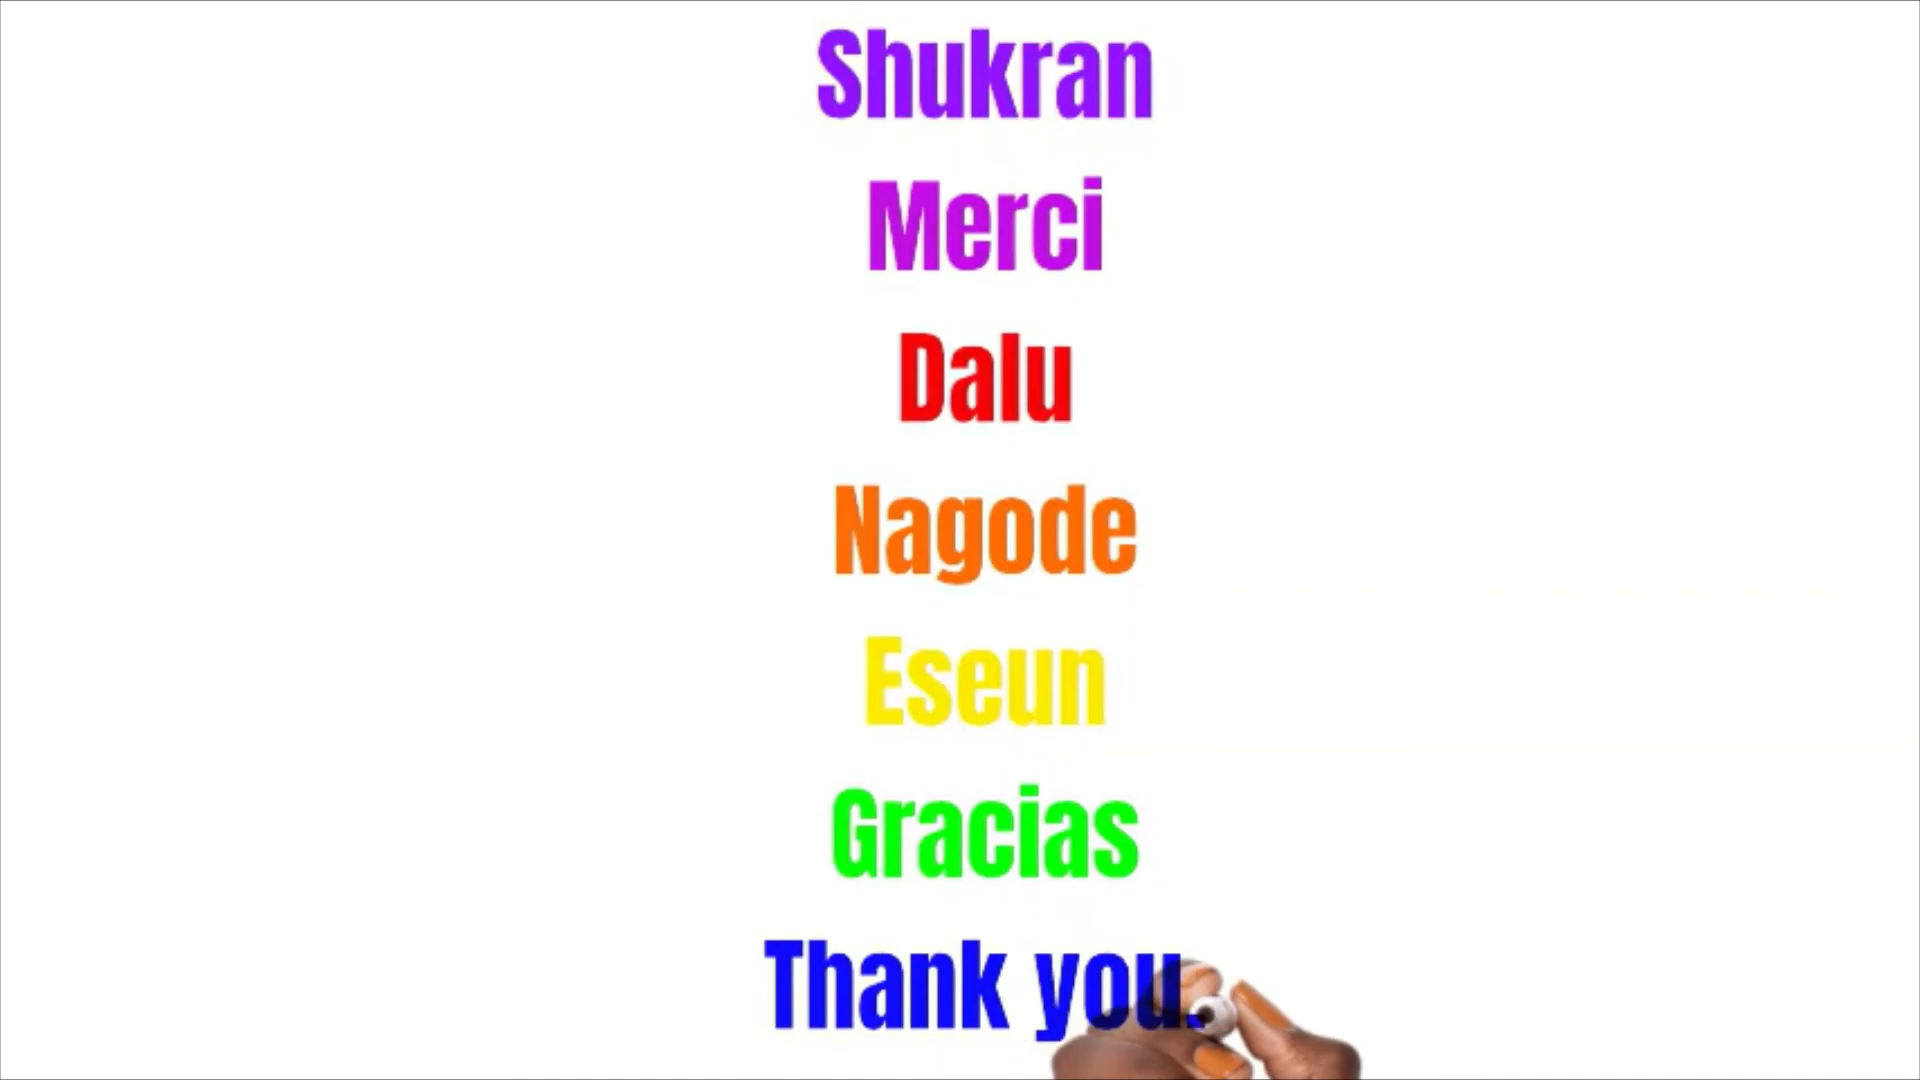 Shukran
Merci
Dalu
Nagode
Eseun
Gracias
Thank you.